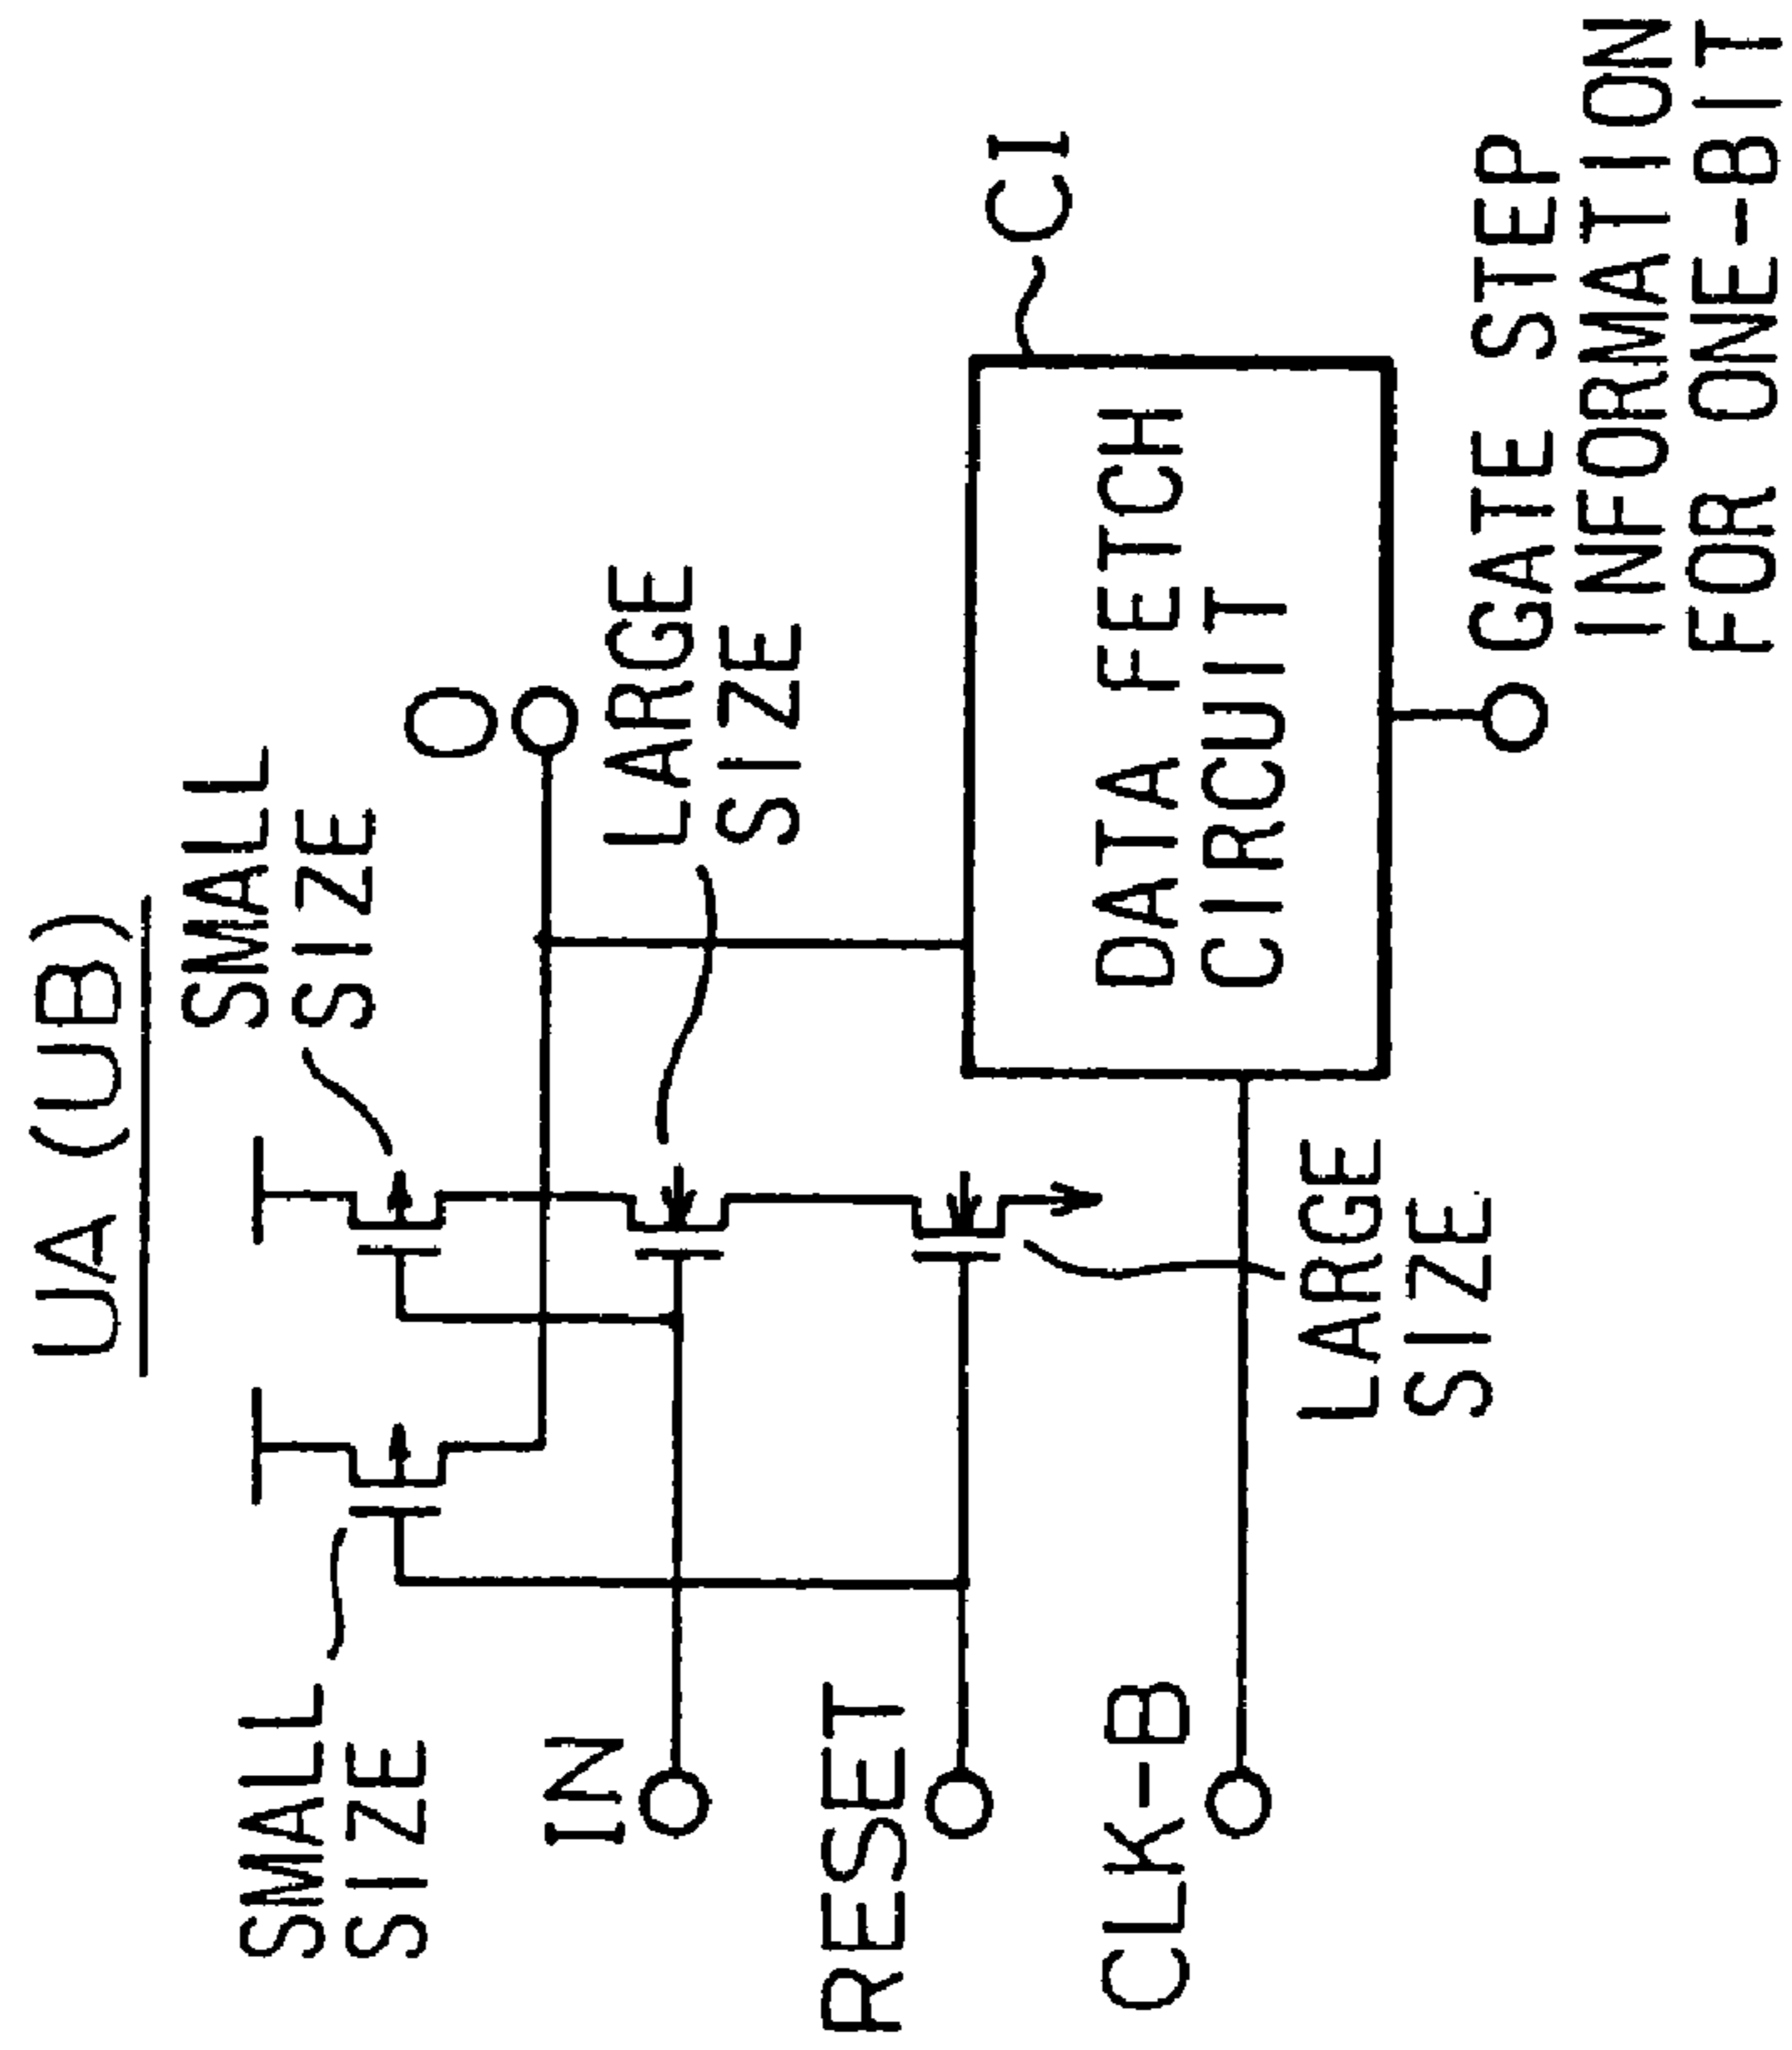 UA (UB)
SMALL
SIZE
SMALL
SIZE
O
LARGE
SIZE
IN
RESET
CLK-B
CI
DATA FETCH
CIRCUIT
LARGE
SIZE
GATE STEP
INFORMATION
FOR ONE-BIT